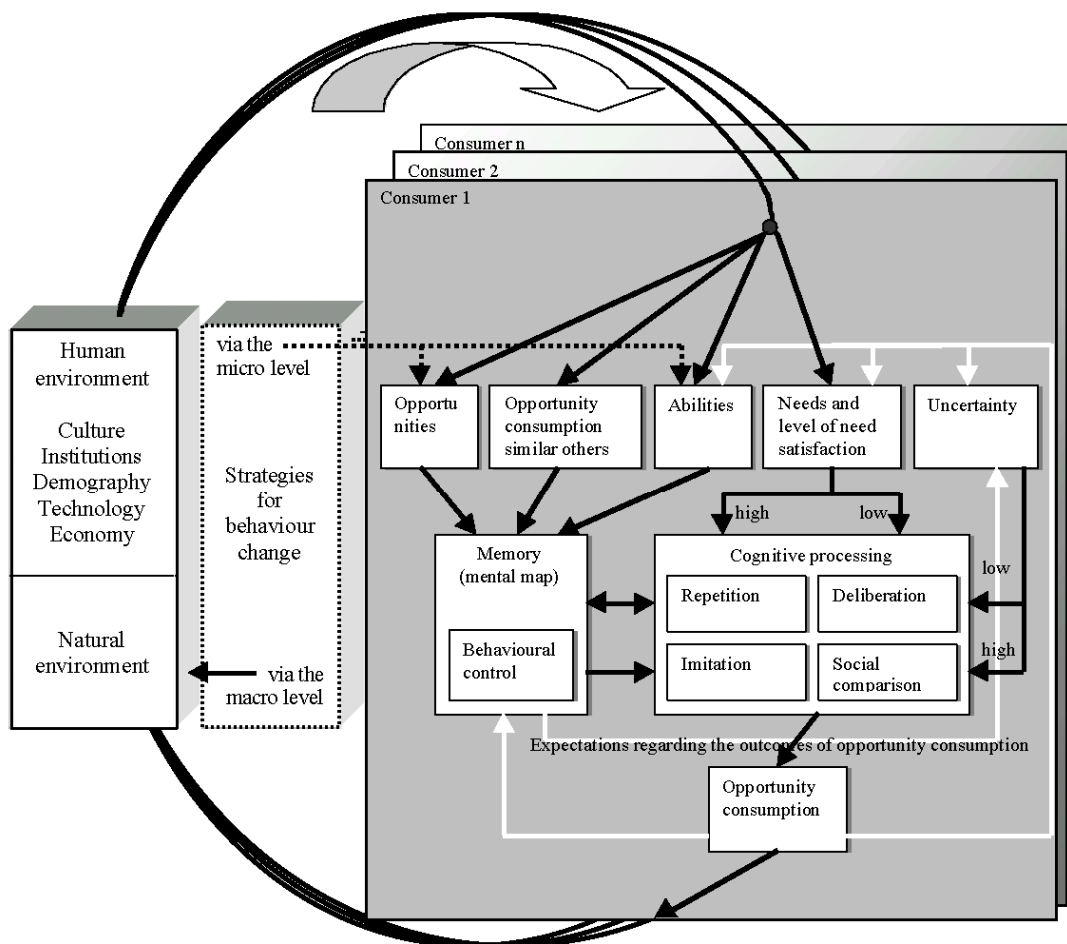 Consumer n
Consumer 2
Consumer 1
Human
environment
Culture
Institutions
Demography
Technology
Economy
Natural
environment
via the
micro level
Strategies
for
behaviour
change
via the
macro level
Opportu
nities
Opportunity
consumption
similar others
Abilities
Needs and
level of need
satisfaction
Uncertainty
high
low
Memory
(mental map)
Behavioural
control
Cognitive processing
Repetition
Deliberation
Imitation
Social
comparison
low
high
Expectations regarding the outcomes of opportunity consumption
Opportunity
consumption